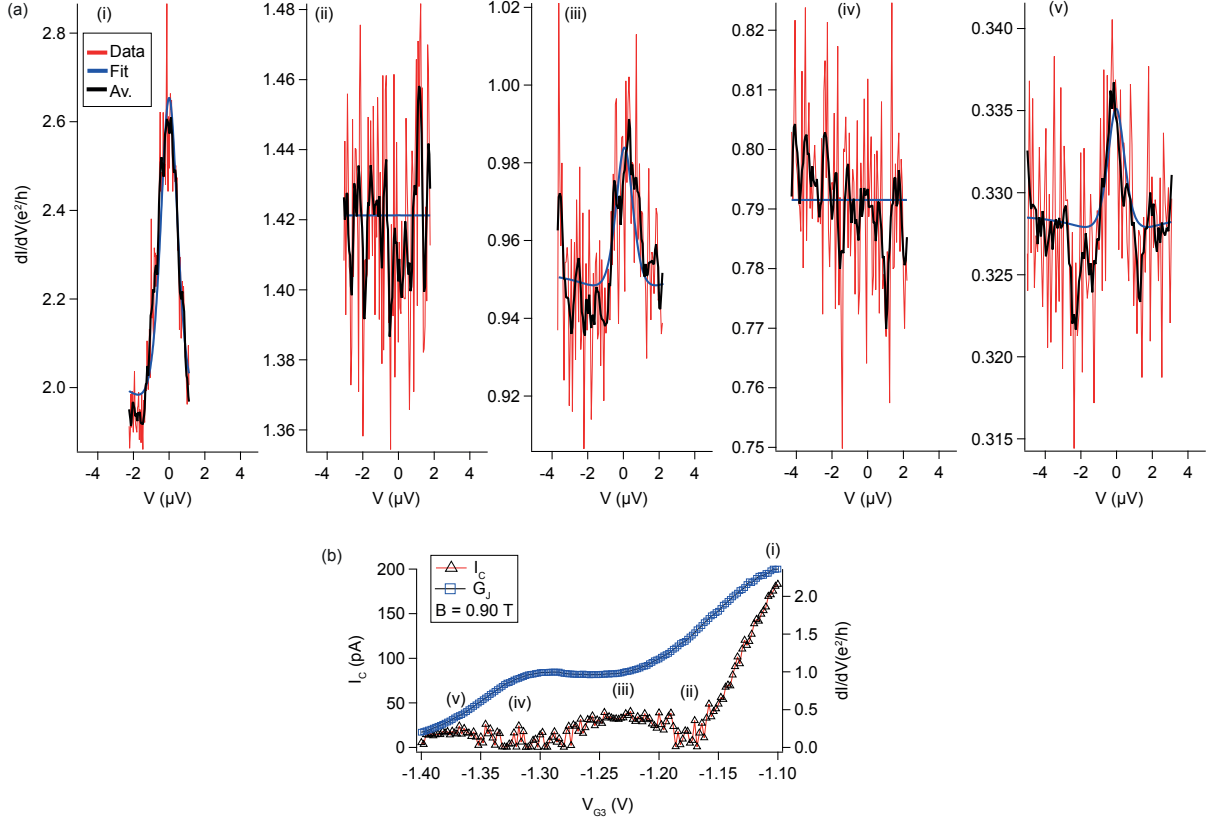 (a)
(i)
(ii)
(iii)
(iv)
(v)
dI/dV(e²/h)
2.8
2.6
2.4
2.2
2.0
Data
Fit
Av.
-4 -2 0 2 4
V (µV)
1.48
1.46
1.44
1.42
1.40
1.38
1.36
-4 -2 0 2 4
V (µV)
1.02
1.00
0.98
0.96
0.94
0.92
-4 -2 0 2 4
V (µV)
0.82
0.81
0.80
0.79
0.78
0.77
0.76
0.75
-4 -2 0 2 4
V (µV)
0.340
0.335
0.330
0.325
0.320
0.315
-4 -2 0 2 4
V (µV)
(b)
I_C
G_J
B = 0.90 T
(i)
(ii)
(iii)
(iv)
(v)
I_C (pA)
200
150
100
50
0
dI/dV(e²/h)
2.0
1.5
1.0
0.5
0.0
-1.40 -1.35 -1.30 -1.25 -1.20 -1.15 -1.10
V_G3 (V)